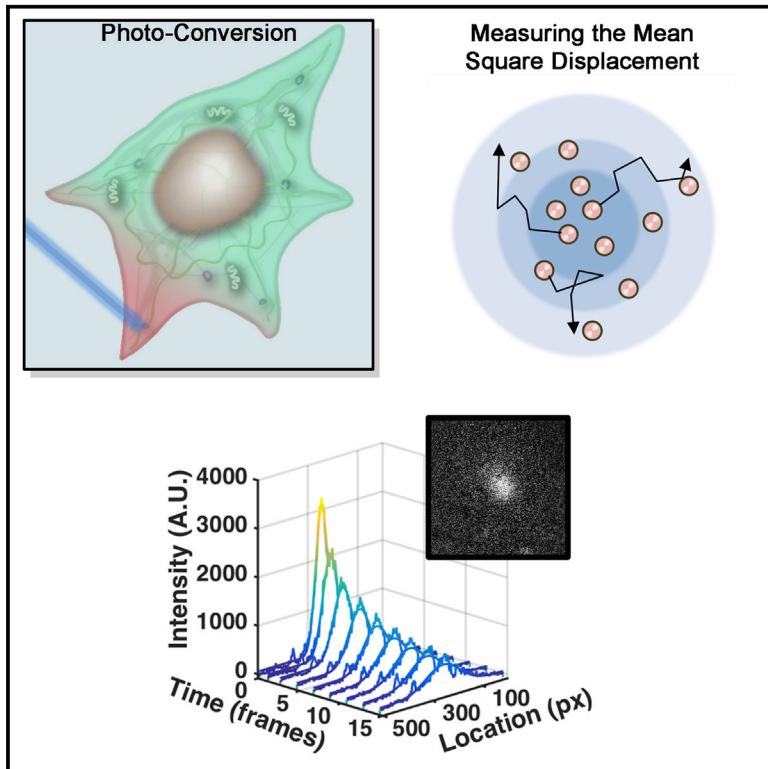 Photo-Conversion
Measuring the Mean
Square Displacement
4000
3000
2000
1000
0
Intensity (A.U.)
0
5
10
15
Time (frames)
500
300
100
Location (px)